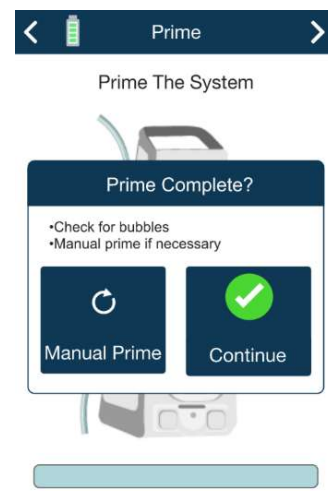 Prime
Prime The System
Prime Complete?
•Check for bubbles
•Manual prime if necessary
Manual Prime
Continue